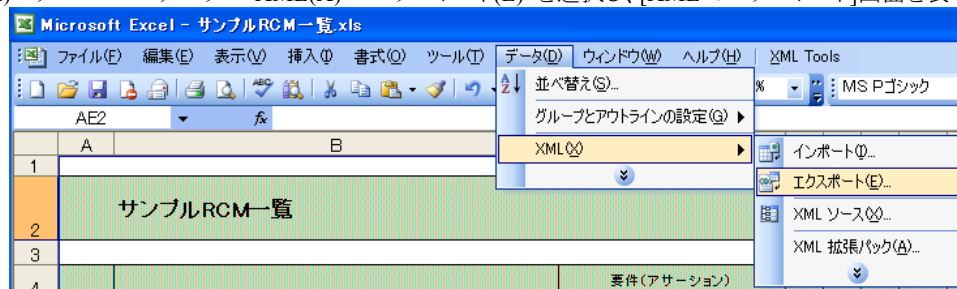 Microsoft Excel - サンプルRCM一覧.xls
ファイル(F) 編集(E) 表示(V) 挿入(I) 書式(O) ツール(T) データ(D) ウィンドウ(W) ヘルプ(H) XML Tools
並べ替え(S)...
% MS Pゴシック
AE2 fx
グループとアウトラインの設定(G)
A B
XML(X)
インポート(I)...
1
エクスポート(E)...
サンプルRCM一覧
XML ソース(X)...
2
XML 拡張パック(A)...
3
要件(アサーション)
4